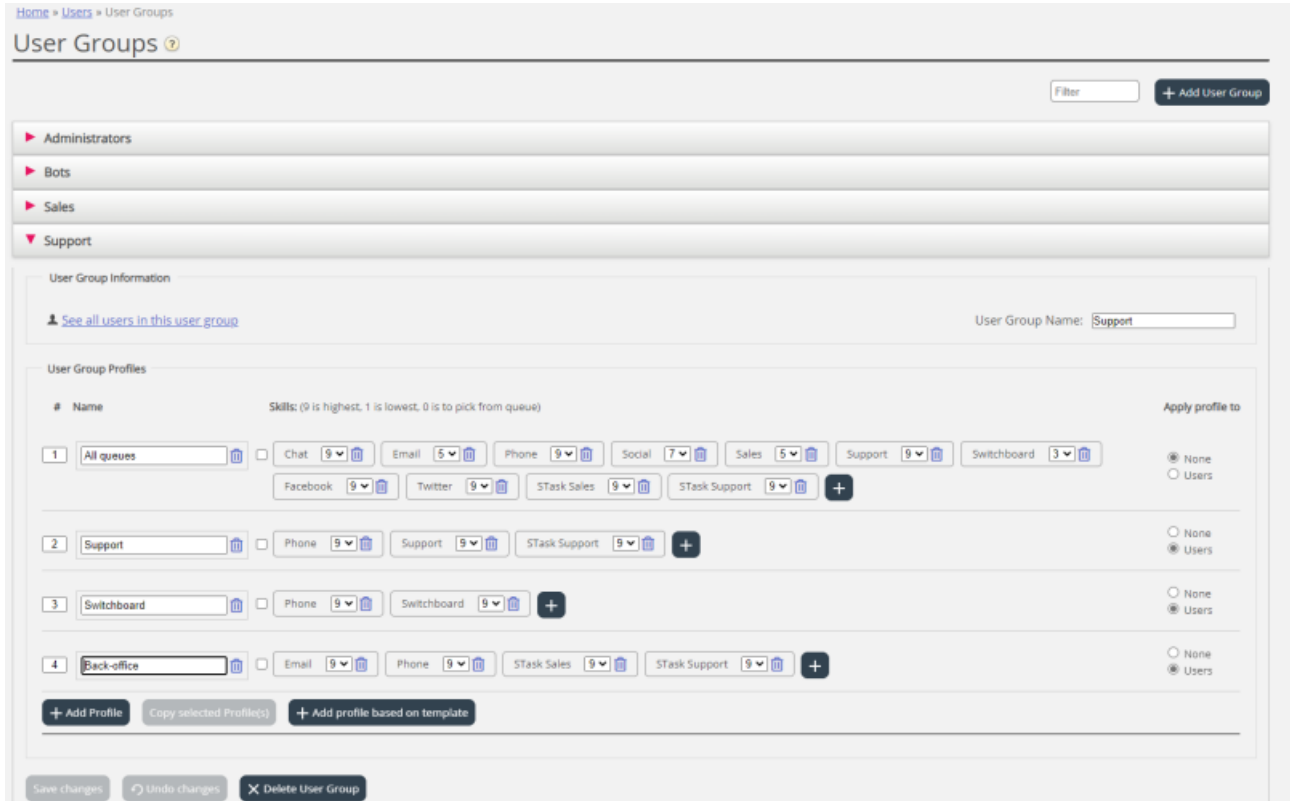 Home » Users » User Groups
User Groups ?
Filter + Add User Group
Administrators
Bots
Sales
Support
User Group Information
See all users in this user group User Group Name: Support
User Group Profiles
# Name Skills: (9 is highest, 1 is lowest, 0 is to pick from queue) Apply profile to
1 All queues Chat 9 Email 5 Phone 9 Social 7 Sales 5 Support 9 Switchboard 3 None
Facebook 9 Twitter 9 STask Sales 9 STask Support 9 + Users
2 Support Phone 9 Support 9 STask Support 9 + None
Users
3 Switchboard Phone 9 Switchboard 9 + None
Users
4 Back-office Email 9 Phone 9 STask Sales 9 STask Support 9 + None
Users
+ Add Profile Copy selected Profile(s) + Add profile based on template
Save changes Undo changes X Delete User Group